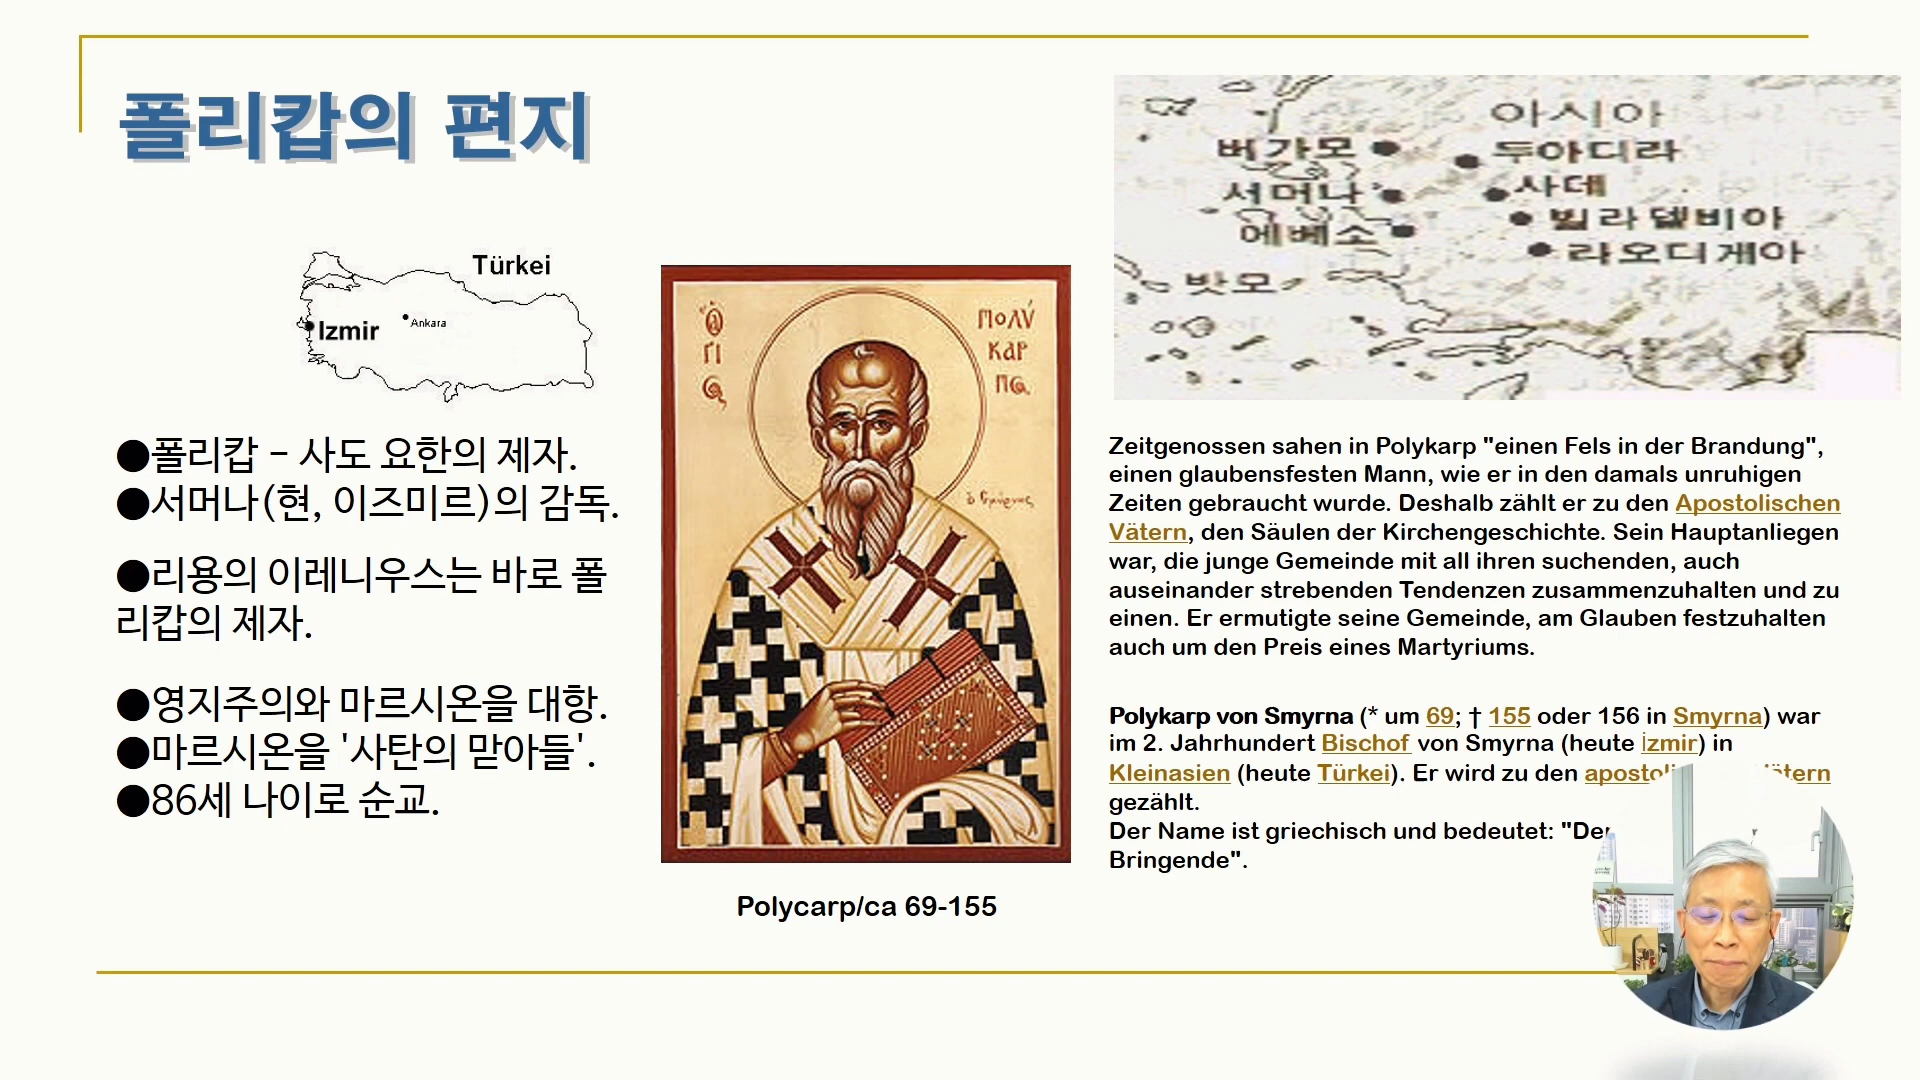 폴리캅의 편지
Türkei
Izmir
Ankara
●폴리캅 – 사도 요한의 제자.
●서머나(현, 이즈미르)의 감독.
●리용의 이레니우스는 바로 폴
리캅의 제자.
●영지주의와 마르시온을 대항.
●마르시온을 '사탄의 맏아들'.
●86세 나이로 순교.
ΠΟΛΎ
ΚΑΡ
ΠΟC
Polycarp/ca 69-155
아시아
버가모
두아디라
서머나
사데
빌라델비아
에베소
라오디게아
밧모
Zeitgenossen sahen in Polykarp "einen Fels in der Brandung",
einen glaubensfesten Mann, wie er in den damals unruhigen
Zeiten gebraucht wurde. Deshalb zählt er zu den Apostolischen
Vätern, den Säulen der Kirchengeschichte. Sein Hauptanliegen
war, die junge Gemeinde mit all ihren suchenden, auch
auseinander strebenden Tendenzen zusammenzuhalten und zu
einen. Er ermutigte seine Gemeinde, am Glauben festzuhalten
auch um den Preis eines Martyriums.
Polykarp von Smyrna (* um 69; † 155 oder 156 in Smyrna) war
im 2. Jahrhundert Bischof von Smyrna (heute İzmir) in
Kleinasien (heute Türkei). Er wird zu den
gezählt.
Der Name ist griechisch und bedeutet: "Der
Bringende".